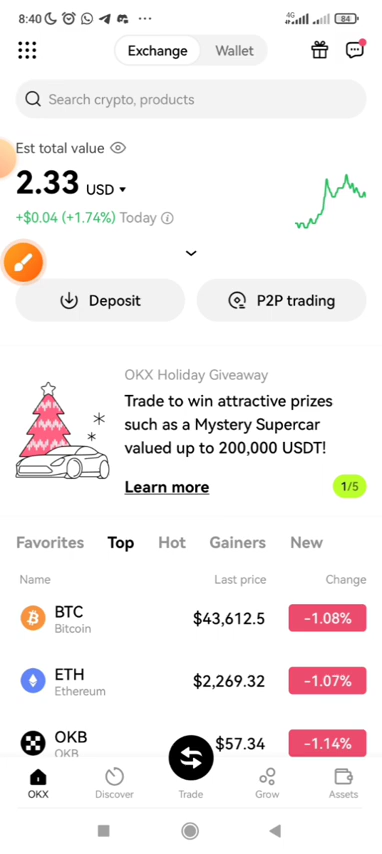 8:40 ... 4G 84
Exchange Wallet
Search crypto, products
Est total value
2.33 USD
+$0.04 (+1.74%) Today
Deposit P2P trading
OKX Holiday Giveaway
Trade to win attractive prizes
such as a Mystery Supercar
valued up to 200,000 USDT!
Learn more 1/5
Favorites Top Hot Gainers New
Name Last price Change
BTC $43,612.5 -1.08%
Bitcoin
ETH $2,269.32 -1.07%
Ethereum
OKB $57.34 -1.14%
OKB
OKX Discover Trade Grow Assets